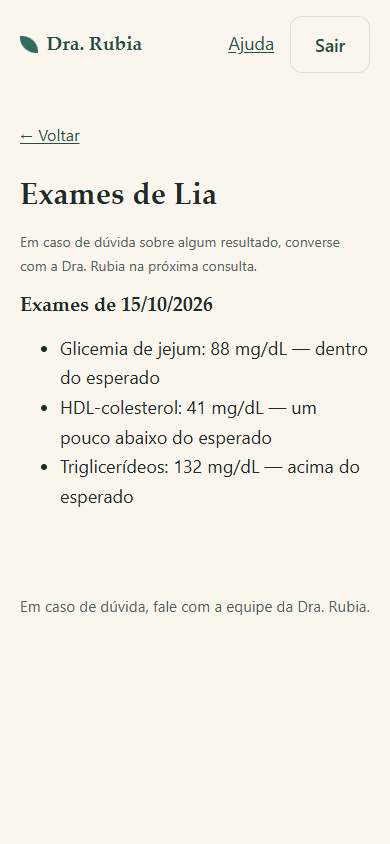 Dra. Rubia
Ajuda
Sair
← Voltar
Exames de Lia
Em caso de dúvida sobre algum resultado, converse
com a Dra. Rubia na próxima consulta.
Exames de 15/10/2026
• Glicemia de jejum: 88 mg/dL — dentro
do esperado
• HDL-colesterol: 41 mg/dL — um
pouco abaixo do esperado
• Triglicerídeos: 132 mg/dL — acima do
esperado
Em caso de dúvida, fale com a equipe da Dra. Rubia.